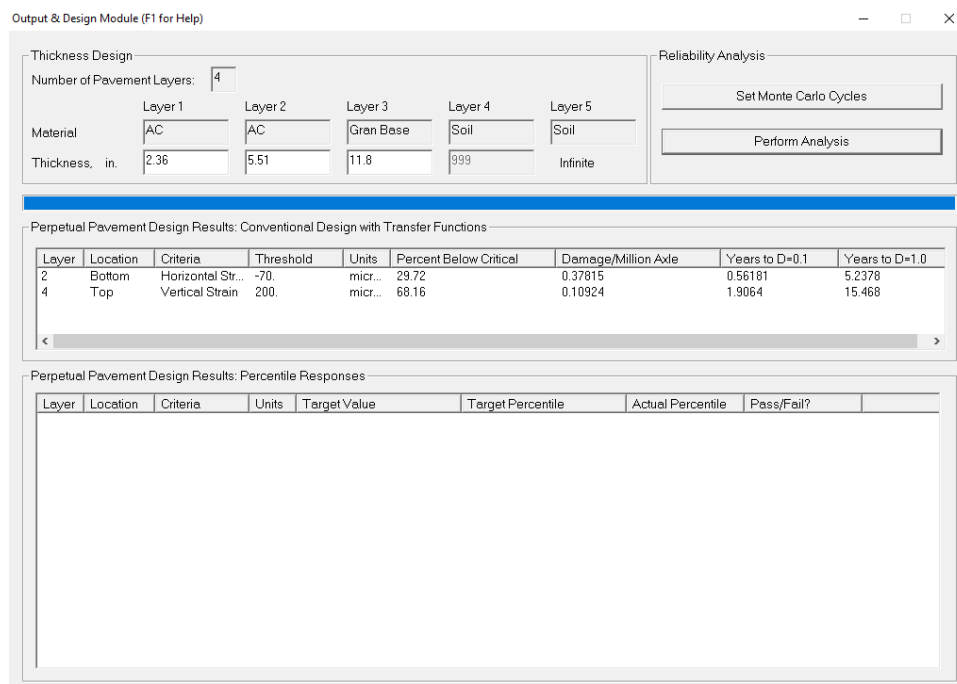 Output & Design Module (F1 for Help)
Thickness Design
Number of Pavement Layers: 4
Layer 1 Layer 2 Layer 3 Layer 4 Layer 5
Material AC AC Gran Base Soil Soil
Thickness, in. 2.36 5.51 11.8 999 Infinite
Reliability Analysis
Set Monte Carlo Cycles
Perform Analysis
Perpetual Pavement Design Results: Conventional Design with Transfer Functions
Layer Location Criteria Threshold Units Percent Below Critical Damage/Million Axle Years to D=0.1 Years to D=1.0
2 Bottom Horizontal Str... -70. micr... 29.72 0.37815 0.56181 5.2378
4 Top Vertical Strain 200. micr... 68.16 0.10924 1.9064 15.468
Perpetual Pavement Design Results: Percentile Responses
Layer Location Criteria Units Target Value Target Percentile Actual Percentile Pass/Fail?